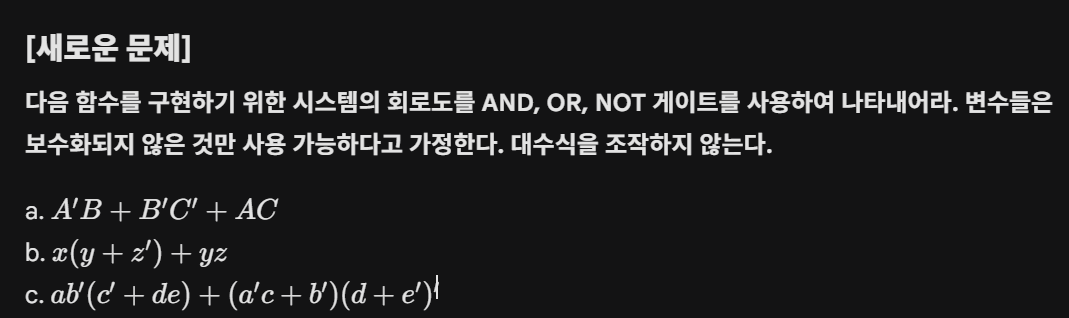 [새로운 문제]
다음 함수를 구현하기 위한 시스템의 회로도를 AND, OR, NOT 게이트를 사용하여 나타내어라. 변수들은
보수화되지 않은 것만 사용 가능하다고 가정한다. 대수식을 조작하지 않는다.
a. A′B + B′C′ + AC
b. x(y + z′) + yz
c. ab′(c′ + de) + (a′c + b′)(d + e′)